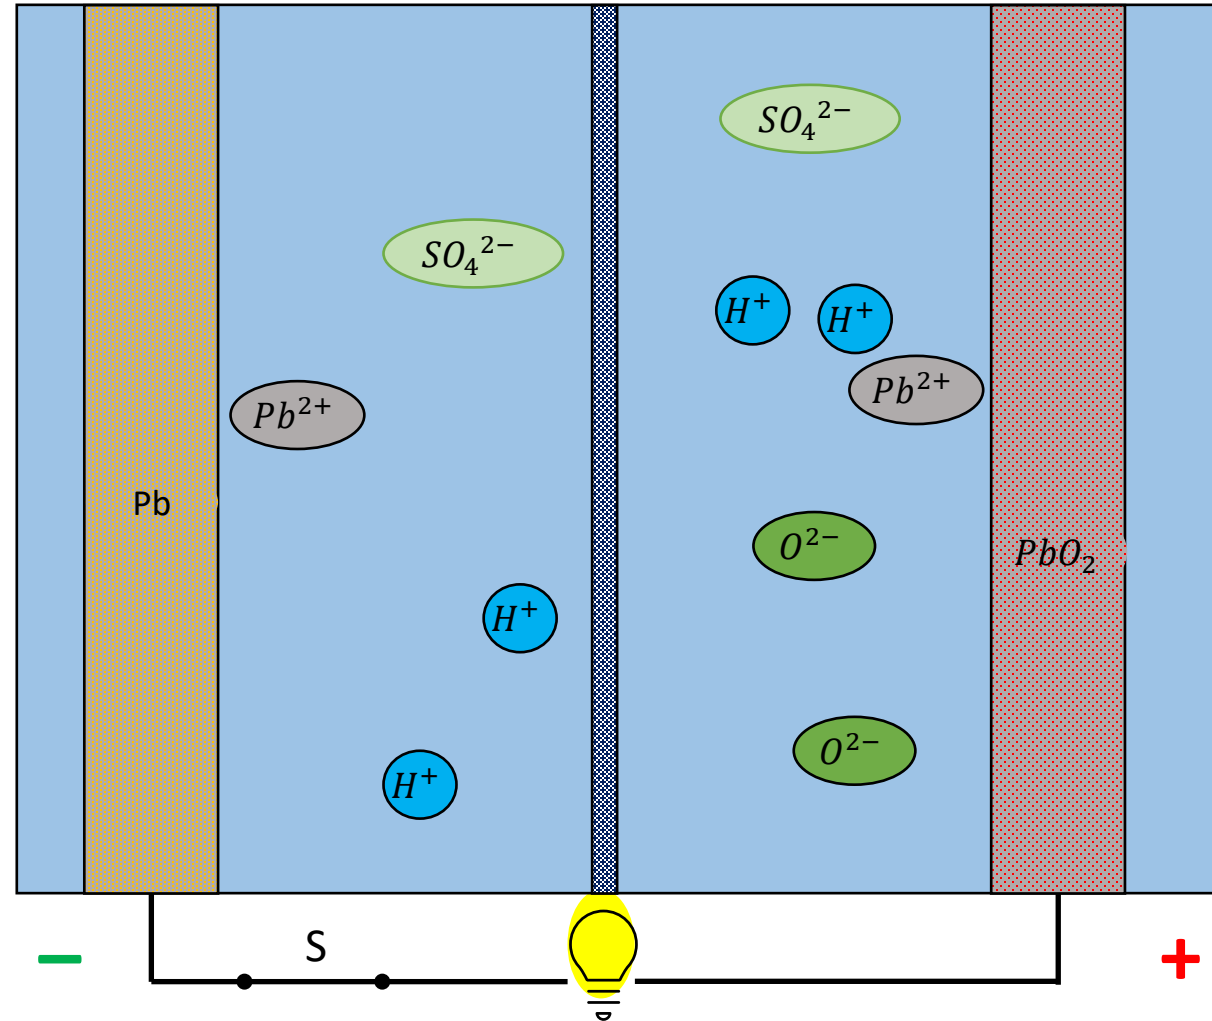 SO₄²⁻
SO₄²⁻
H⁺
H⁺
Pb²⁺
Pb²⁺
Pb
O²⁻
PbO₂
H⁺
O²⁻
H⁺
S
−
+